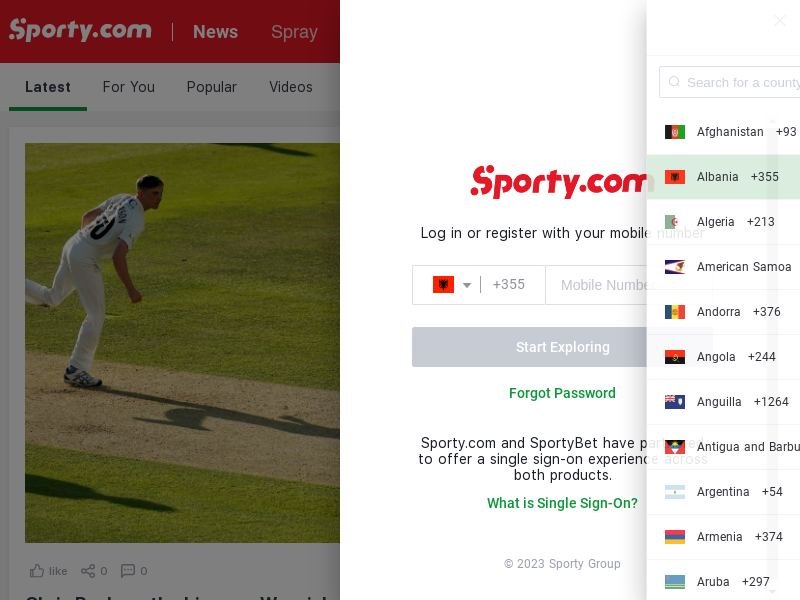 Sporty.com
News
Spray
Latest
For You
Popular
Videos
like
0
0
Sporty.com
Log in or register with your mobile number
+355
Mobile Number
Start Exploring
Forgot Password
Sporty.com and SportyBet have partnered
to offer a single sign-on experience across
both products.
What is Single Sign-On?
© 2023 Sporty Group
Search for a county
Afghanistan +93
Albania +355
Algeria +213
American Samoa
Andorra +376
Angola +244
Anguilla +1264
Antigua and Barbu
Argentina +54
Armenia +374
Aruba +297